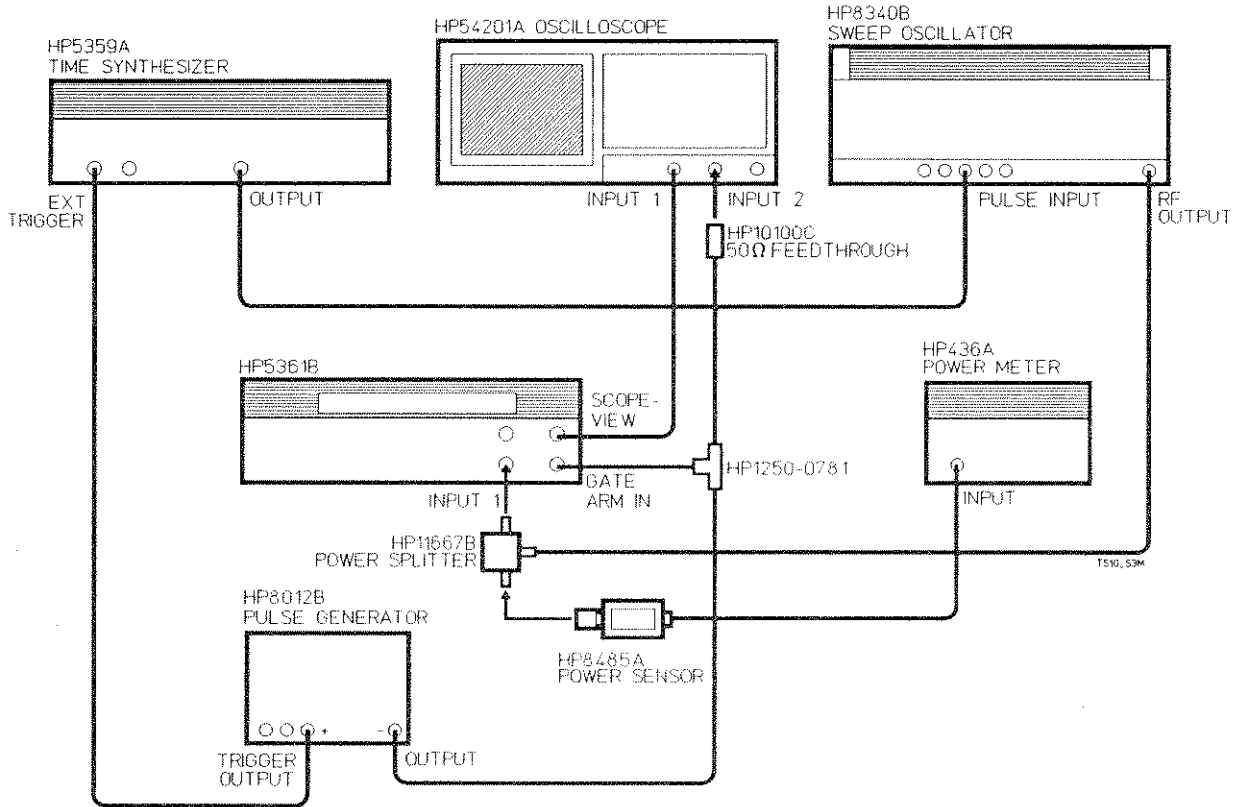 HP5359A
TIME SYNTHESIZER
HP54201A OSCILLOSCOPE
HP8340B
SWEEP OSCILLATOR
EXT
TRIGGER
OUTPUT
INPUT 1
INPUT 2
PULSE INPUT
RF
OUTPUT
HP10100C
50Ω FEEDTHROUGH
HP5361B
SCOPE-
VIEW
HP436A
POWER METER
INPUT 1
GATE
ARM IN
HP1250-0781
INPUT
HP11667B
POWER SPLITTER
TS10_S3M
HP8012B
PULSE GENERATOR
HP8485A
POWER SENSOR
+
-
TRIGGER
OUTPUT
OUTPUT